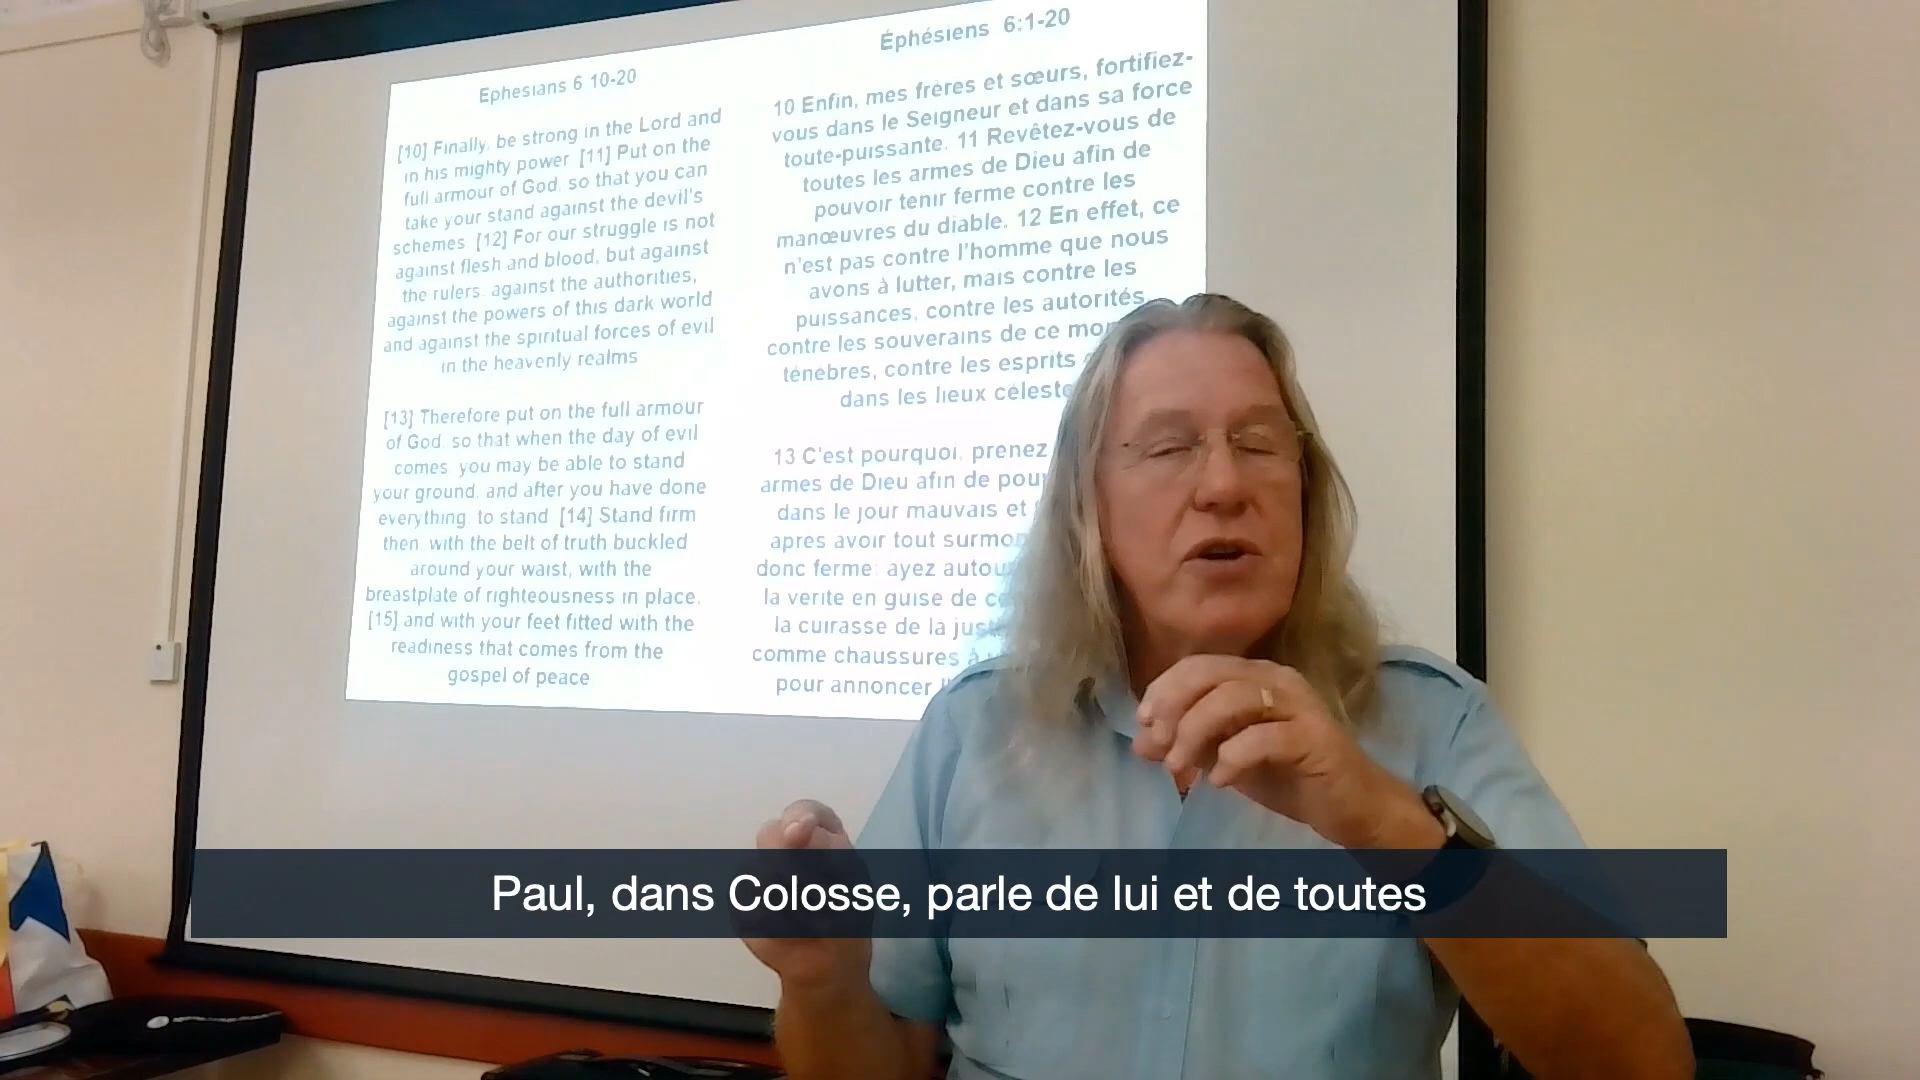 Ephesians 6 10-20
[10] Finally, be strong in the Lord and
in his mighty power [11] Put on the
full armour of God, so that you can
take your stand against the devil's
schemes [12] For our struggle is not
against flesh and blood, but against
the rulers, against the authorities,
against the powers of this dark world
and against the spiritual forces of evil
in the heavenly realms
[13] Therefore put on the full armour
of God, so that when the day of evil
comes you may be able to stand
your ground, and after you have done
everything to stand [14] Stand firm
then, with the belt of truth buckled
around your waist, with the
breastplate of righteousness in place,
[15] and with your feet fitted with the
readiness that comes from the
gospel of peace
Éphésiens 6:1-20
10 Enfin, mes frères et sœurs, fortifiez-
vous dans le Seigneur et dans sa force
toute-puissante. 11 Revêtez-vous de
toutes les armes de Dieu afin de
pouvoir tenir ferme contre les
manœuvres du diable. 12 En effet, ce
n'est pas contre l'homme que nous
avons à lutter, mais contre les
puissances, contre les autorités,
contre les souverains de ce
ténèbres, contre les esprits
dans les lieux
13 C'est pourquoi, prenez
armes de Dieu afin de
dans le jour mauvais et
après avoir tout
donc ferme: ayez
la vérité en guise de
la cuirasse de la
comme chaussures à
pour annoncer
Paul, dans Colosse, parle de lui et de toutes